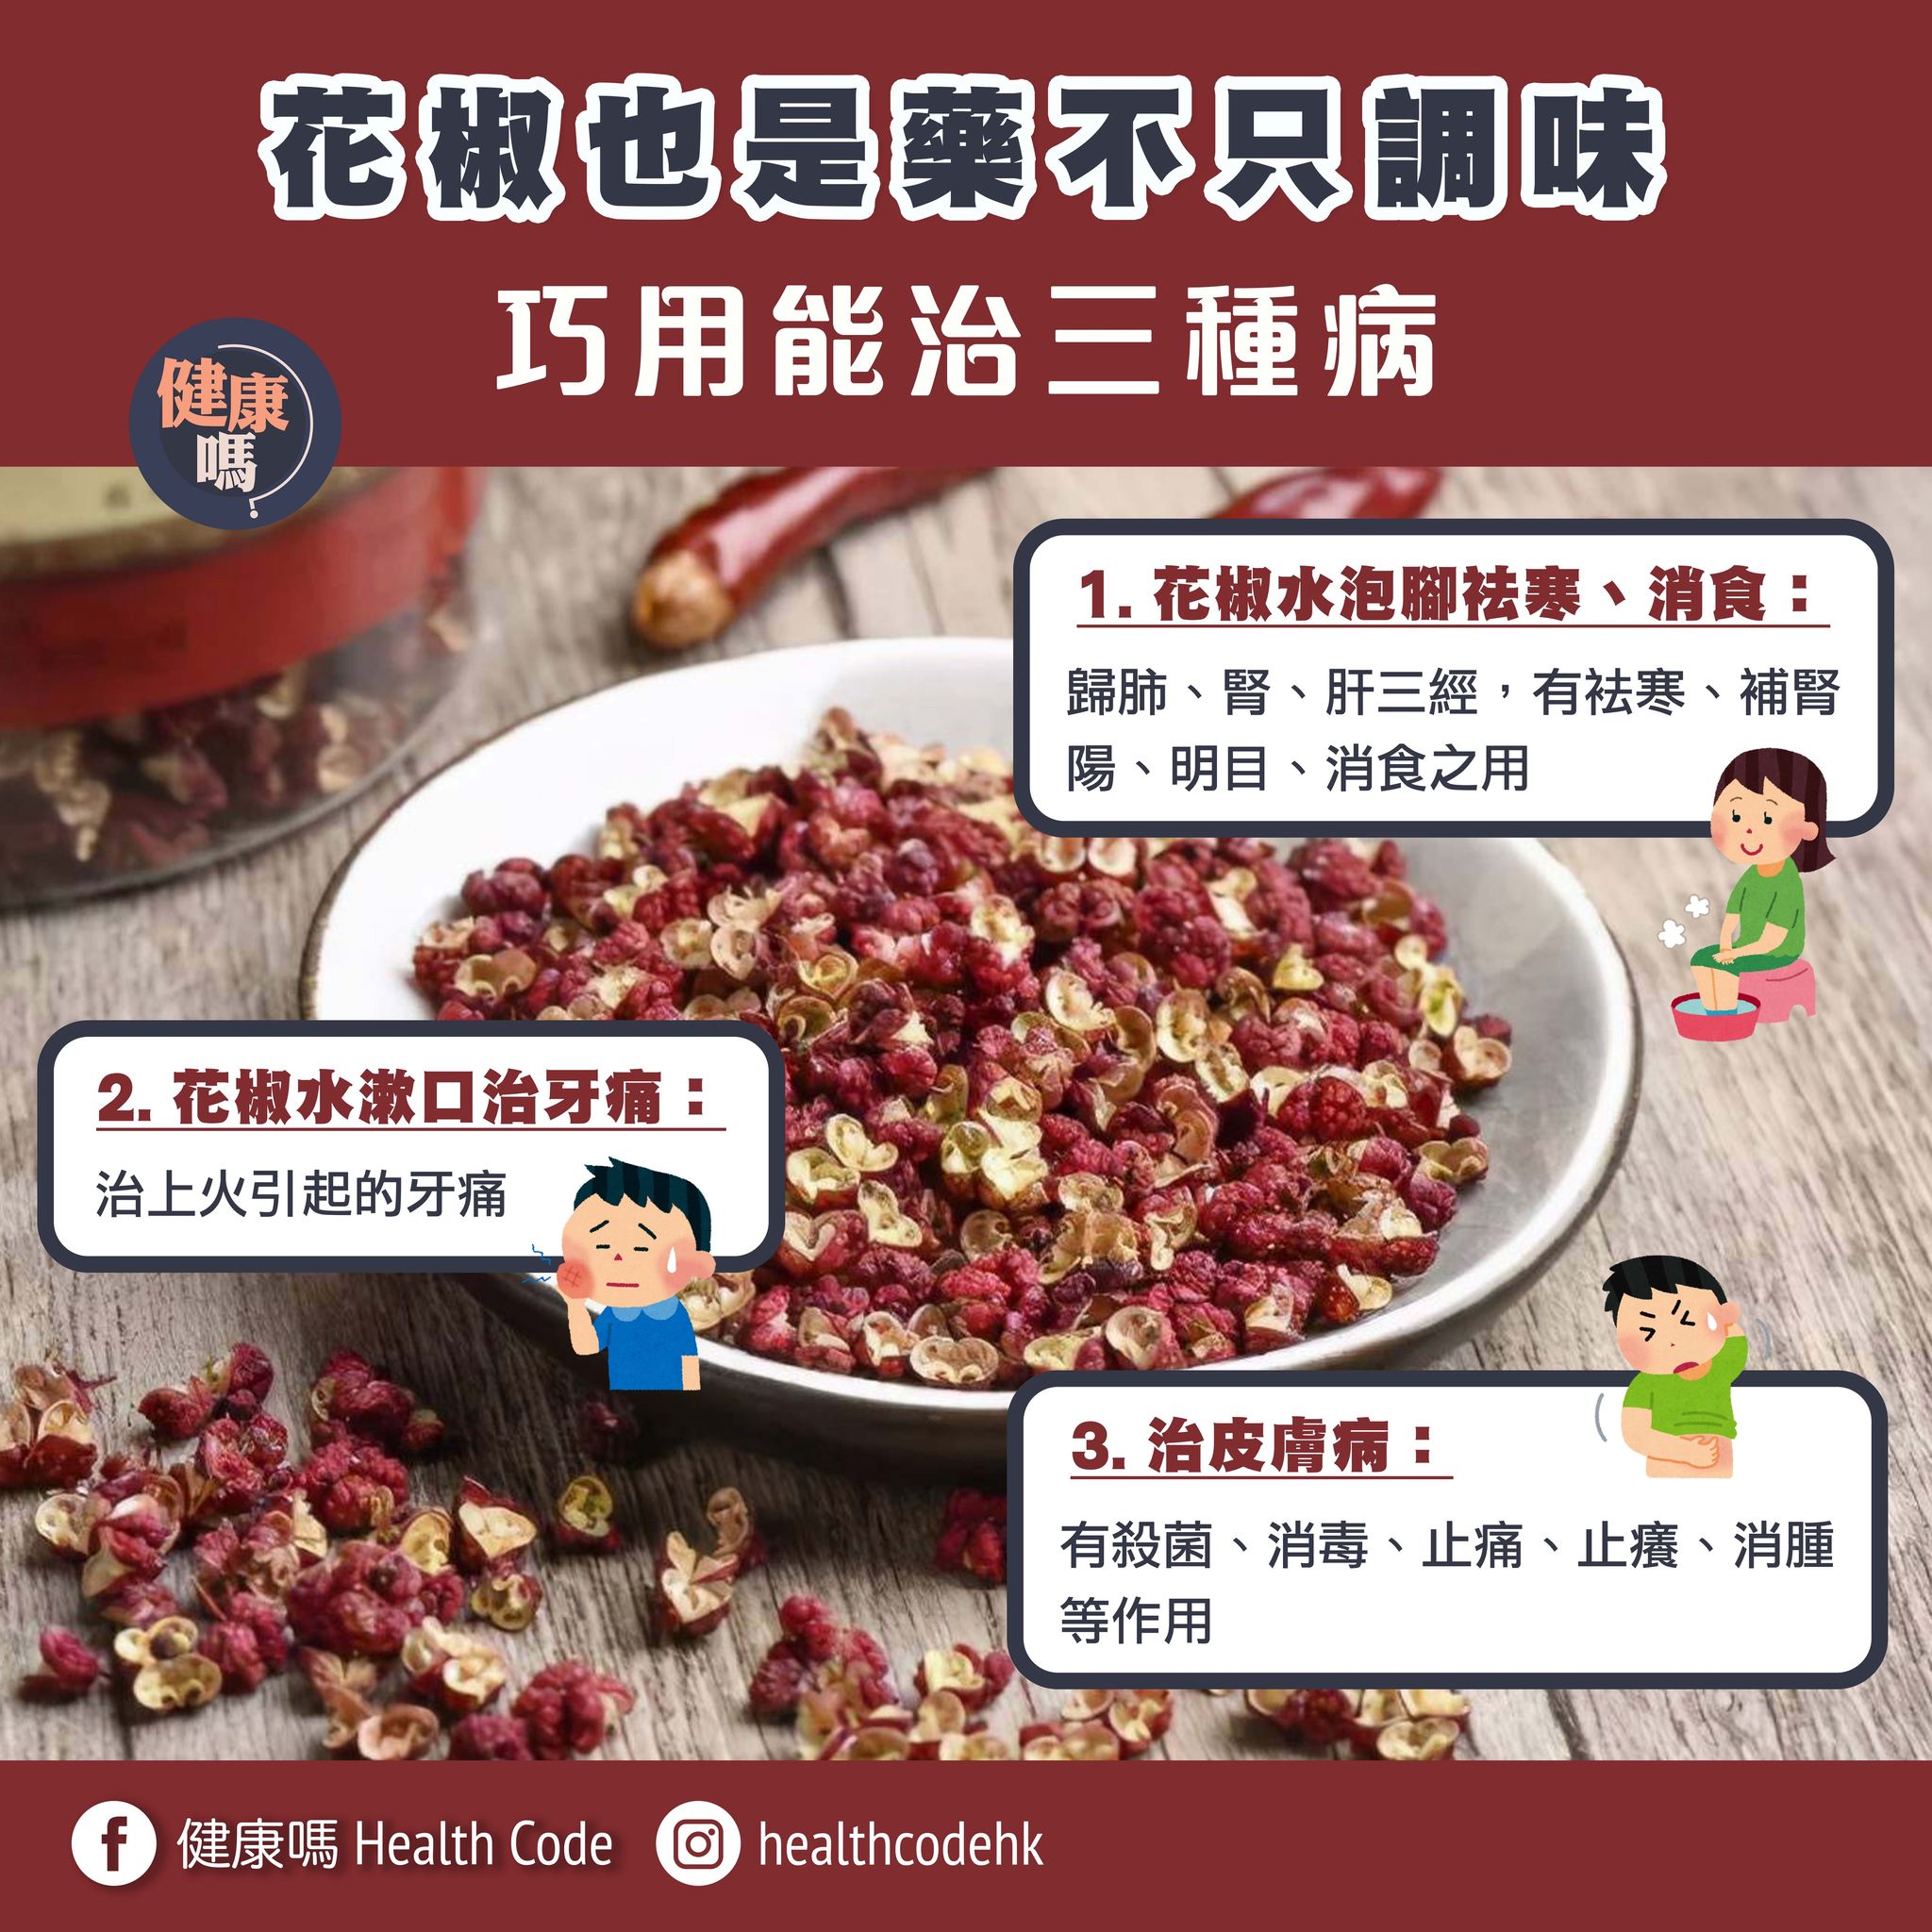 花椒也是藥不只調味
巧用能治三種病
健康
嗎?
1. 花椒水泡腳袪寒、消食：
歸肺、腎、肝三經，有袪寒、補腎
陽、明目、消食之用
2. 花椒水漱口治牙痛：
治上火引起的牙痛
3. 治皮膚病：
有殺菌、消毒、止痛、止癢、消腫
等作用
健康嗎 Health Code
healthcodehk